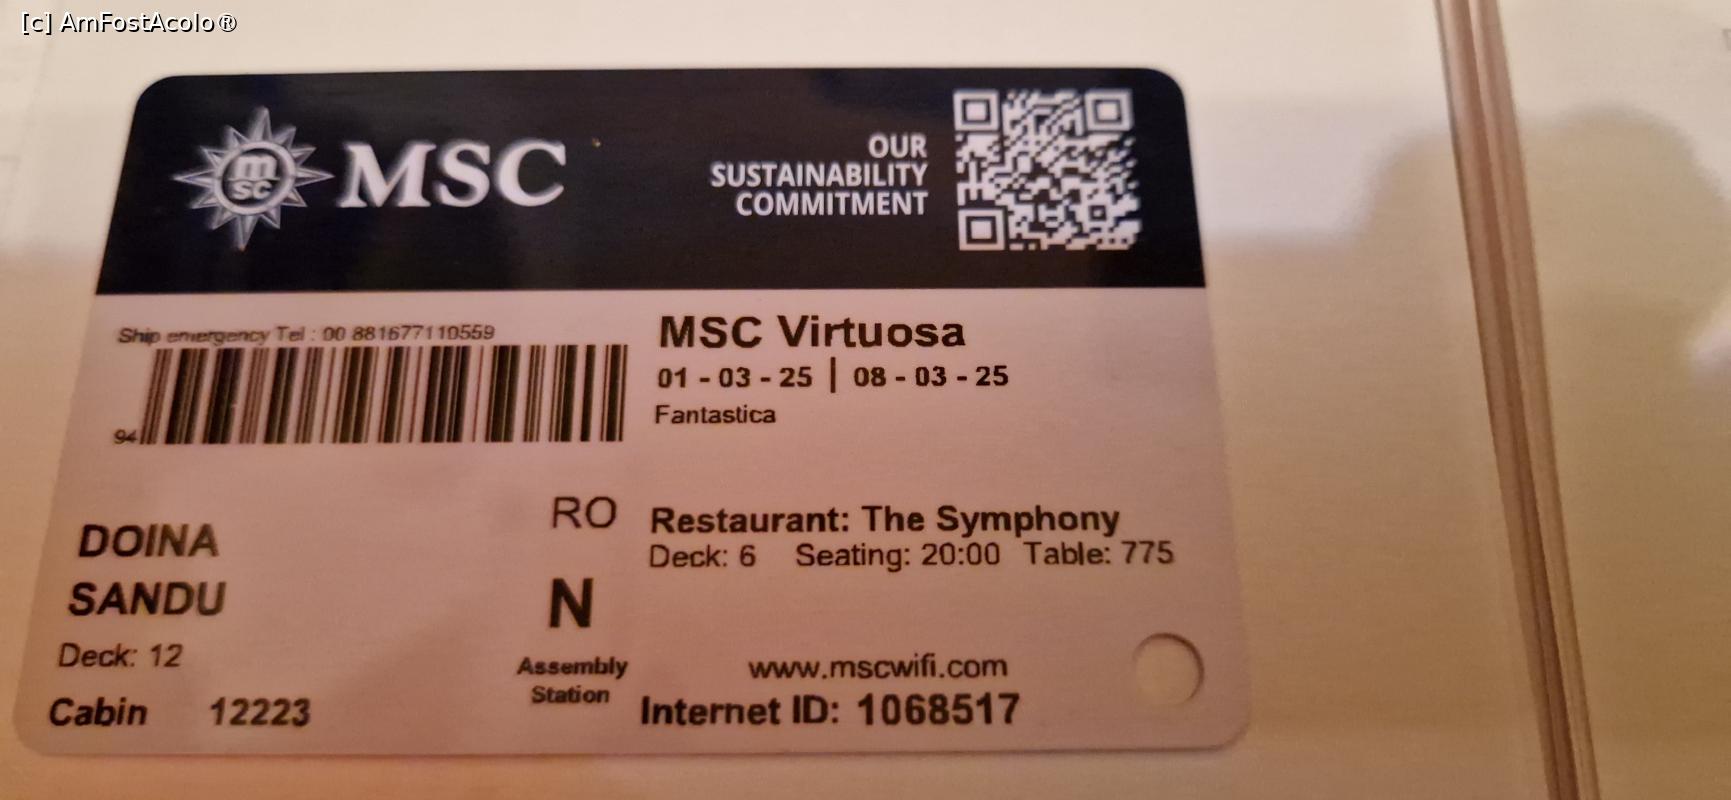 [c] AmFostAcolo®
m
SC
MSC
OUR
SUSTAINABILITY
COMMITMENT
Ship emergency Tel : 00 881677110559
94
MSC Virtuosa
01 - 03 - 25 | 08 - 03 - 25
Fantastica
DOINA
SANDU
Deck: 12
Cabin 12223
RO
N
Assembly
Station
Restaurant: The Symphony
Deck: 6 Seating: 20:00 Table: 775
www.mscwifi.com
Internet ID: 1068517